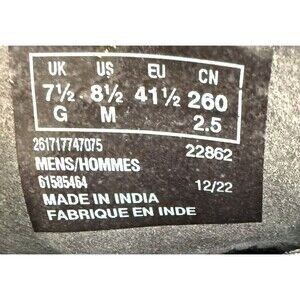 UK US EU CN
7½ 8½ 41½ 260
G M 2.5
261717747075 22862
MENS/HOMMES
61585464 12/22
MADE IN INDIA
FABRIQUE EN INDE